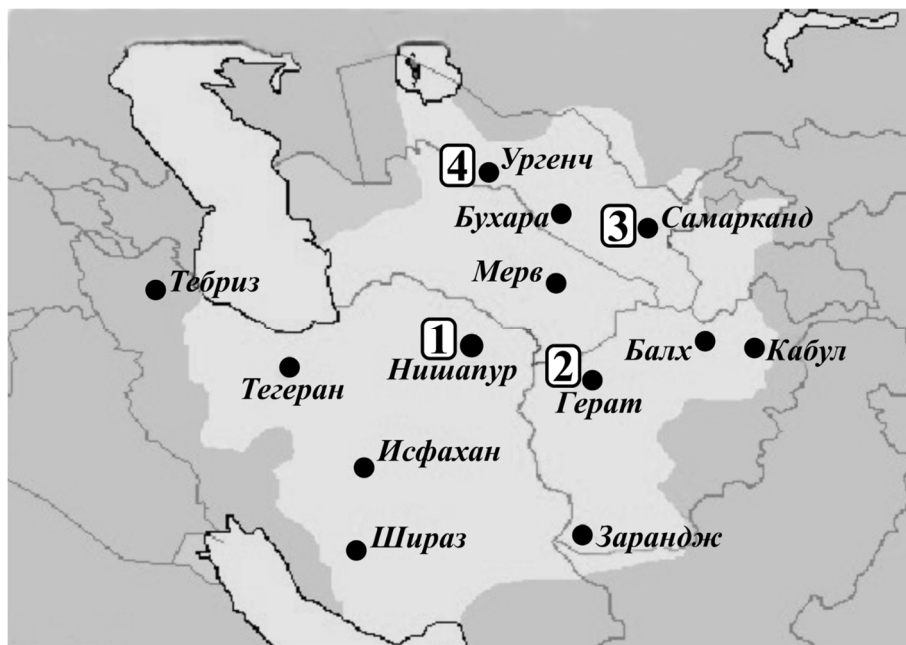 4
Ургенч
Бухара
3
Самарканд
Тебриз
Мерв
1
Нишапур
2
Герат
Балх
Кабул
Тегеран
Исфахан
Шираз
Зарандж